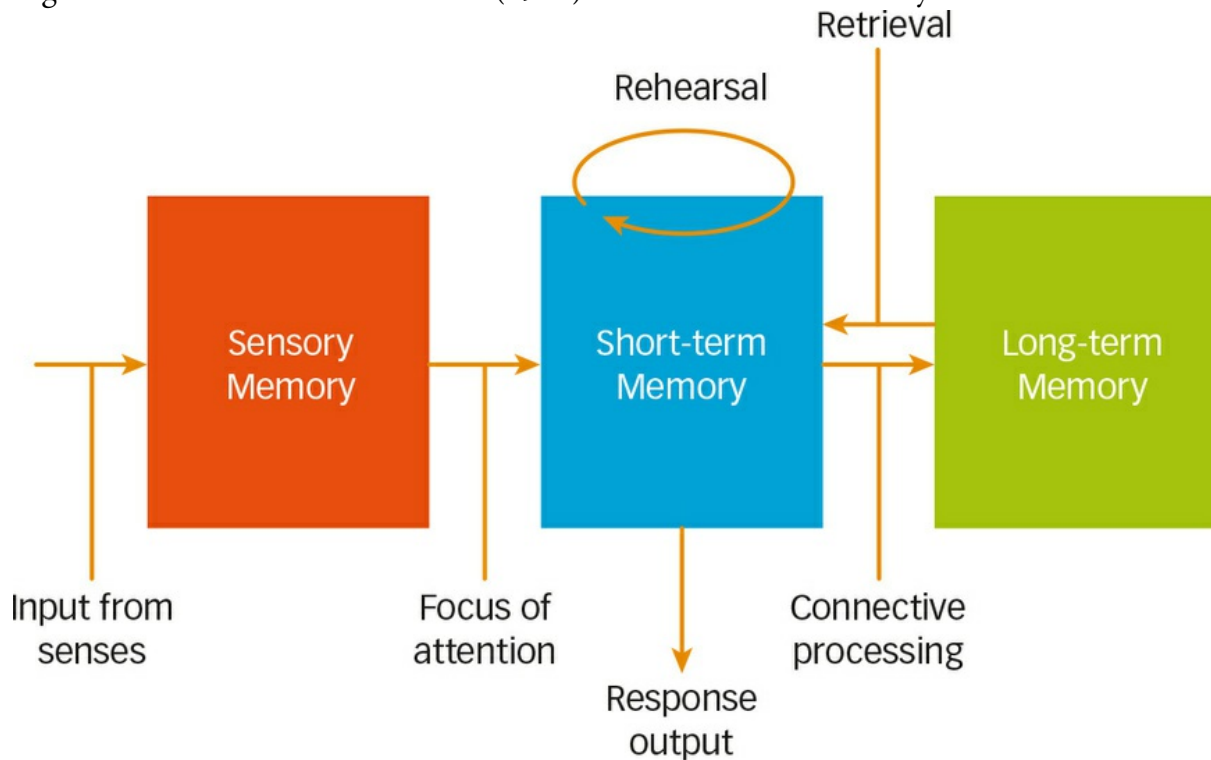 Retrieval
Rehearsal
Sensory
Memory
Short-term
Memory
Long-term
Memory
Input from
senses
Focus of
attention
Connective
processing
Response
output